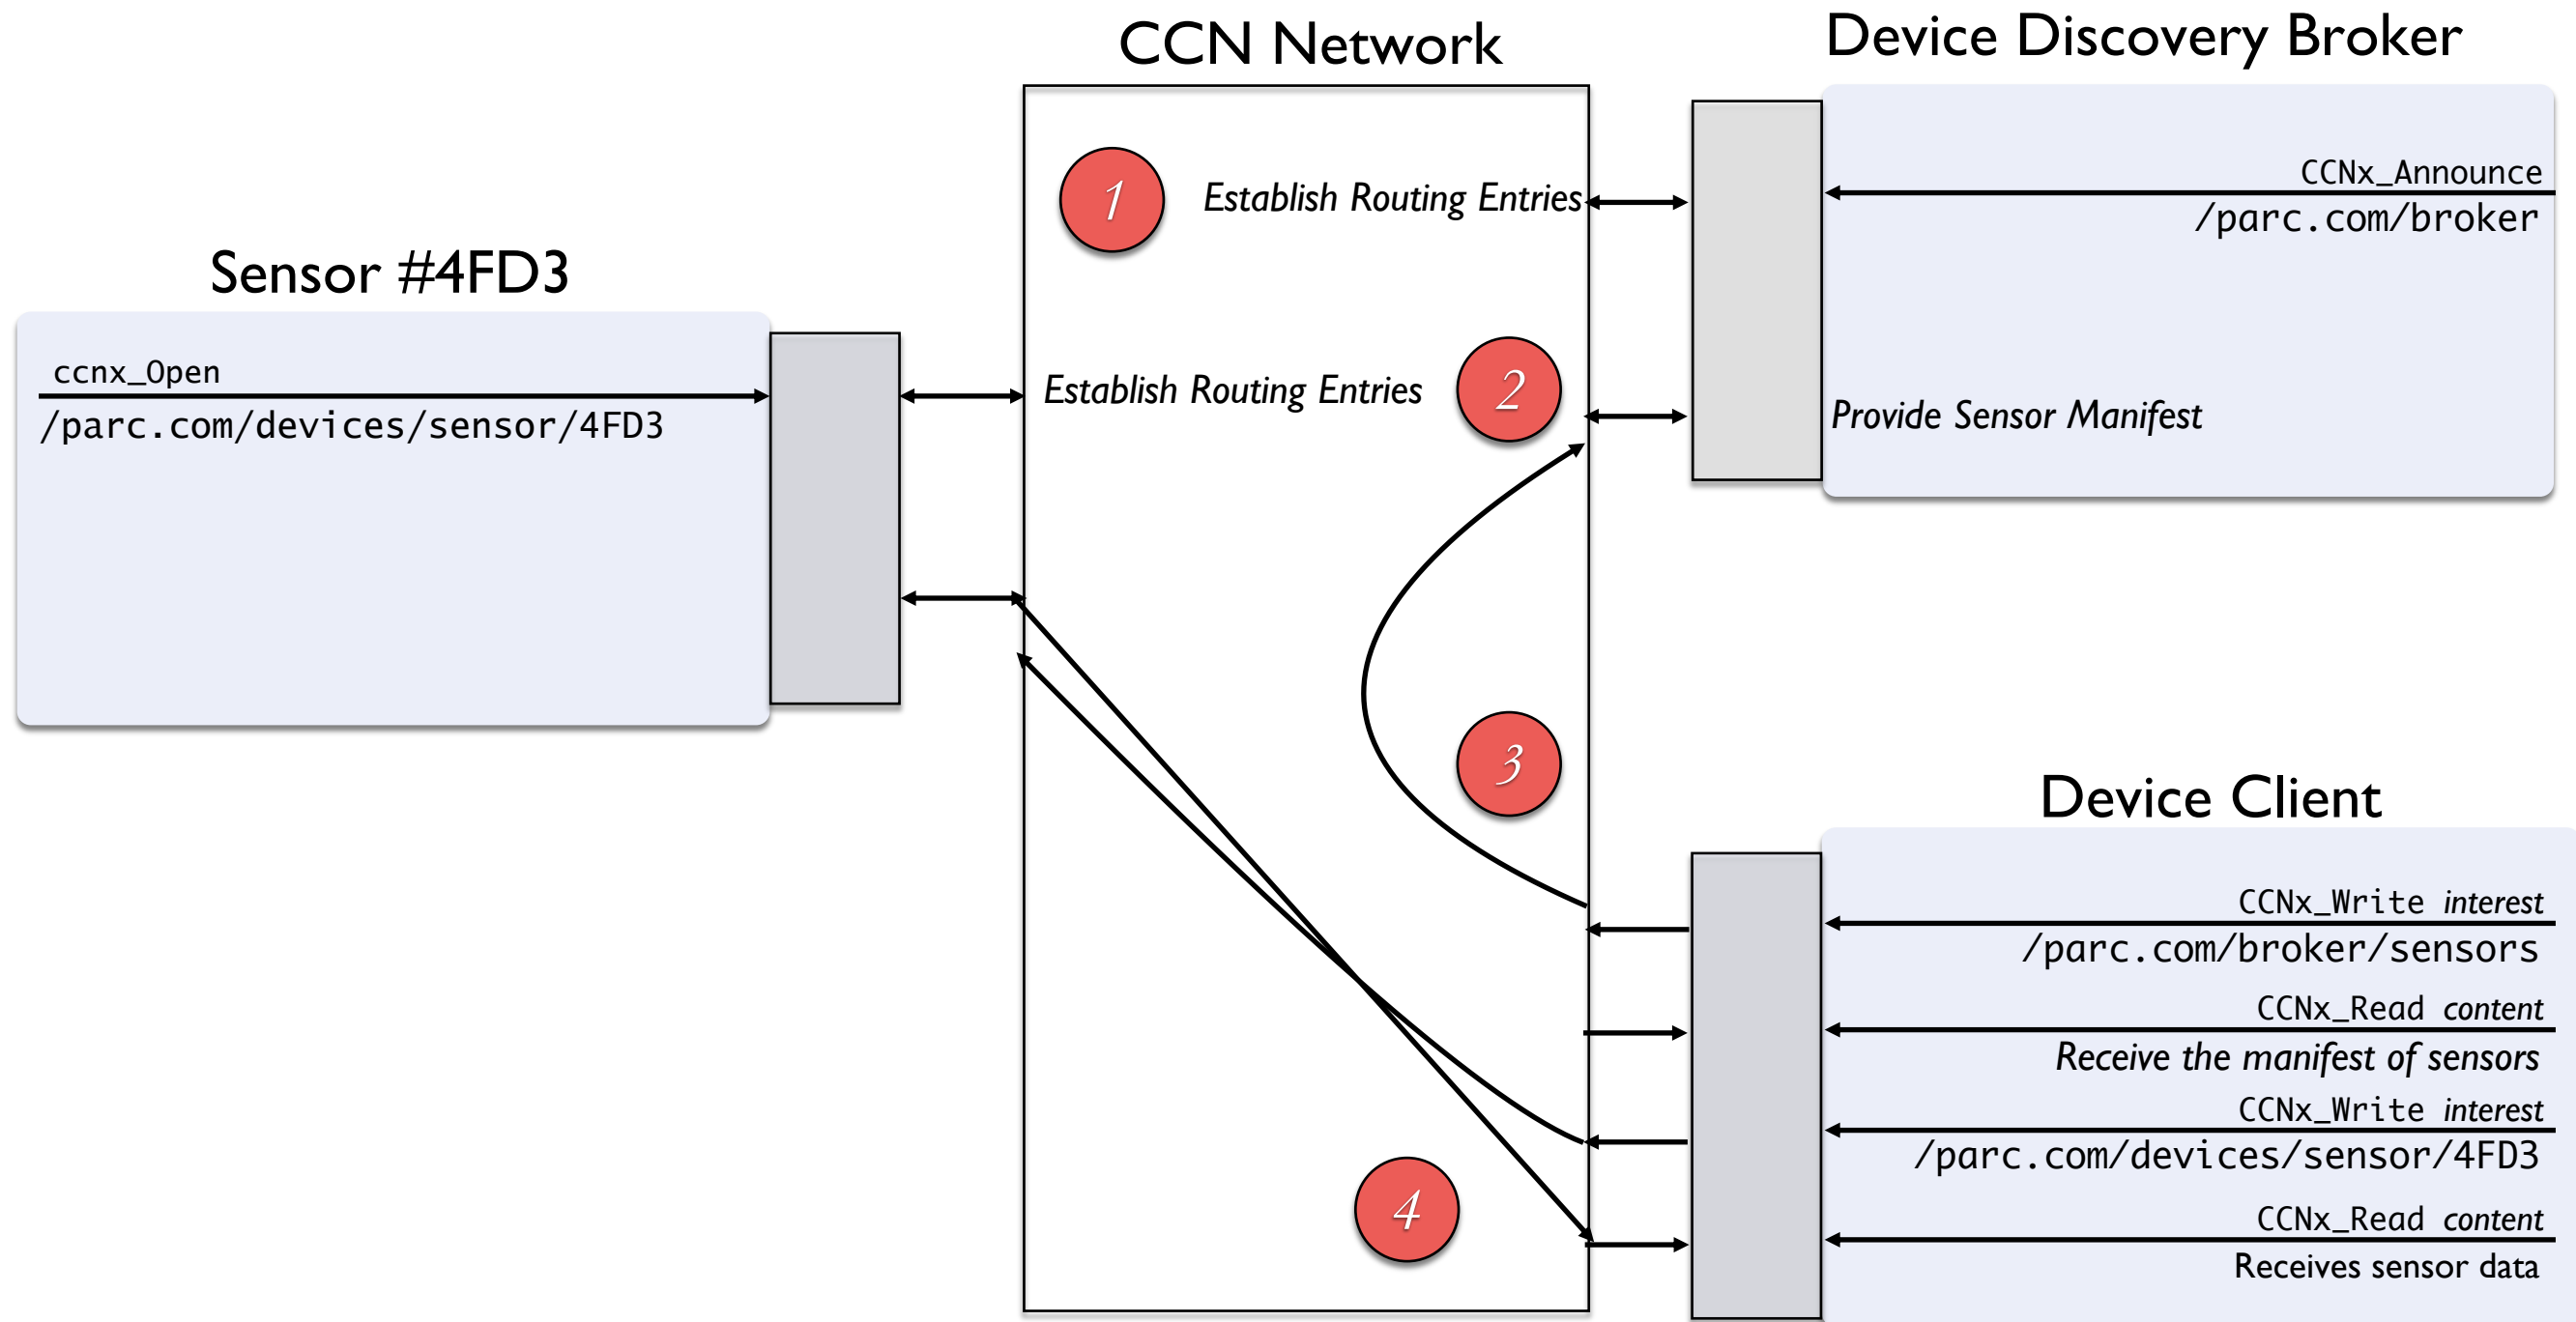 CCN Network
Device Discovery Broker
1
Establish Routing Entries
CCNx_Announce
/parc.com/broker
Sensor #4FD3
ccnx_Open
/parc.com/devices/sensor/4FD3
Establish Routing Entries
2
Provide Sensor Manifest
3
Device Client
CCNx_Write interest
/parc.com/broker/sensors
CCNx_Read content
Receive the manifest of sensors
CCNx_Write interest
/parc.com/devices/sensor/4FD3
4
CCNx_Read content
Receives sensor data